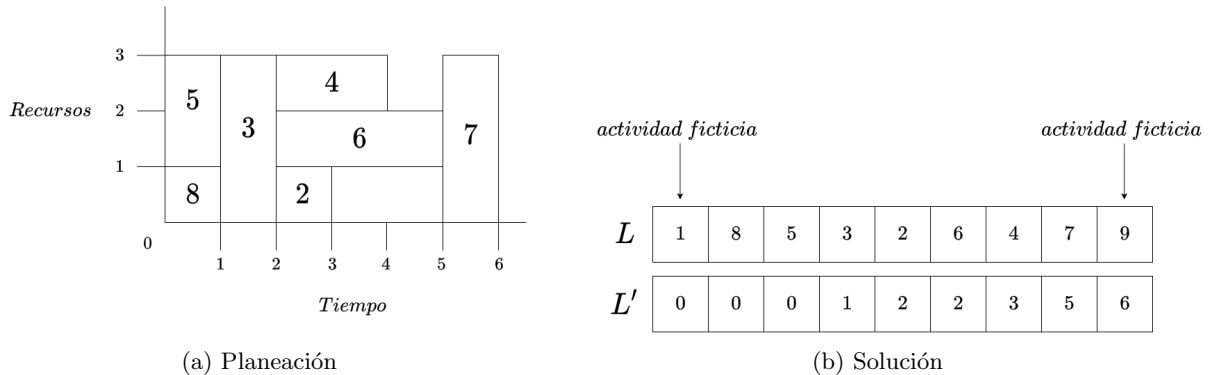 3
2
1
0
Recursos
5
8
3
4
6
2
7
1 2 3 4 5 6
Tiempo
(a) Planeación
actividad ficticia actividad ficticia
L 1 8 5 3 2 6 4 7 9
L′ 0 0 0 1 2 2 3 5 6
(b) Solución